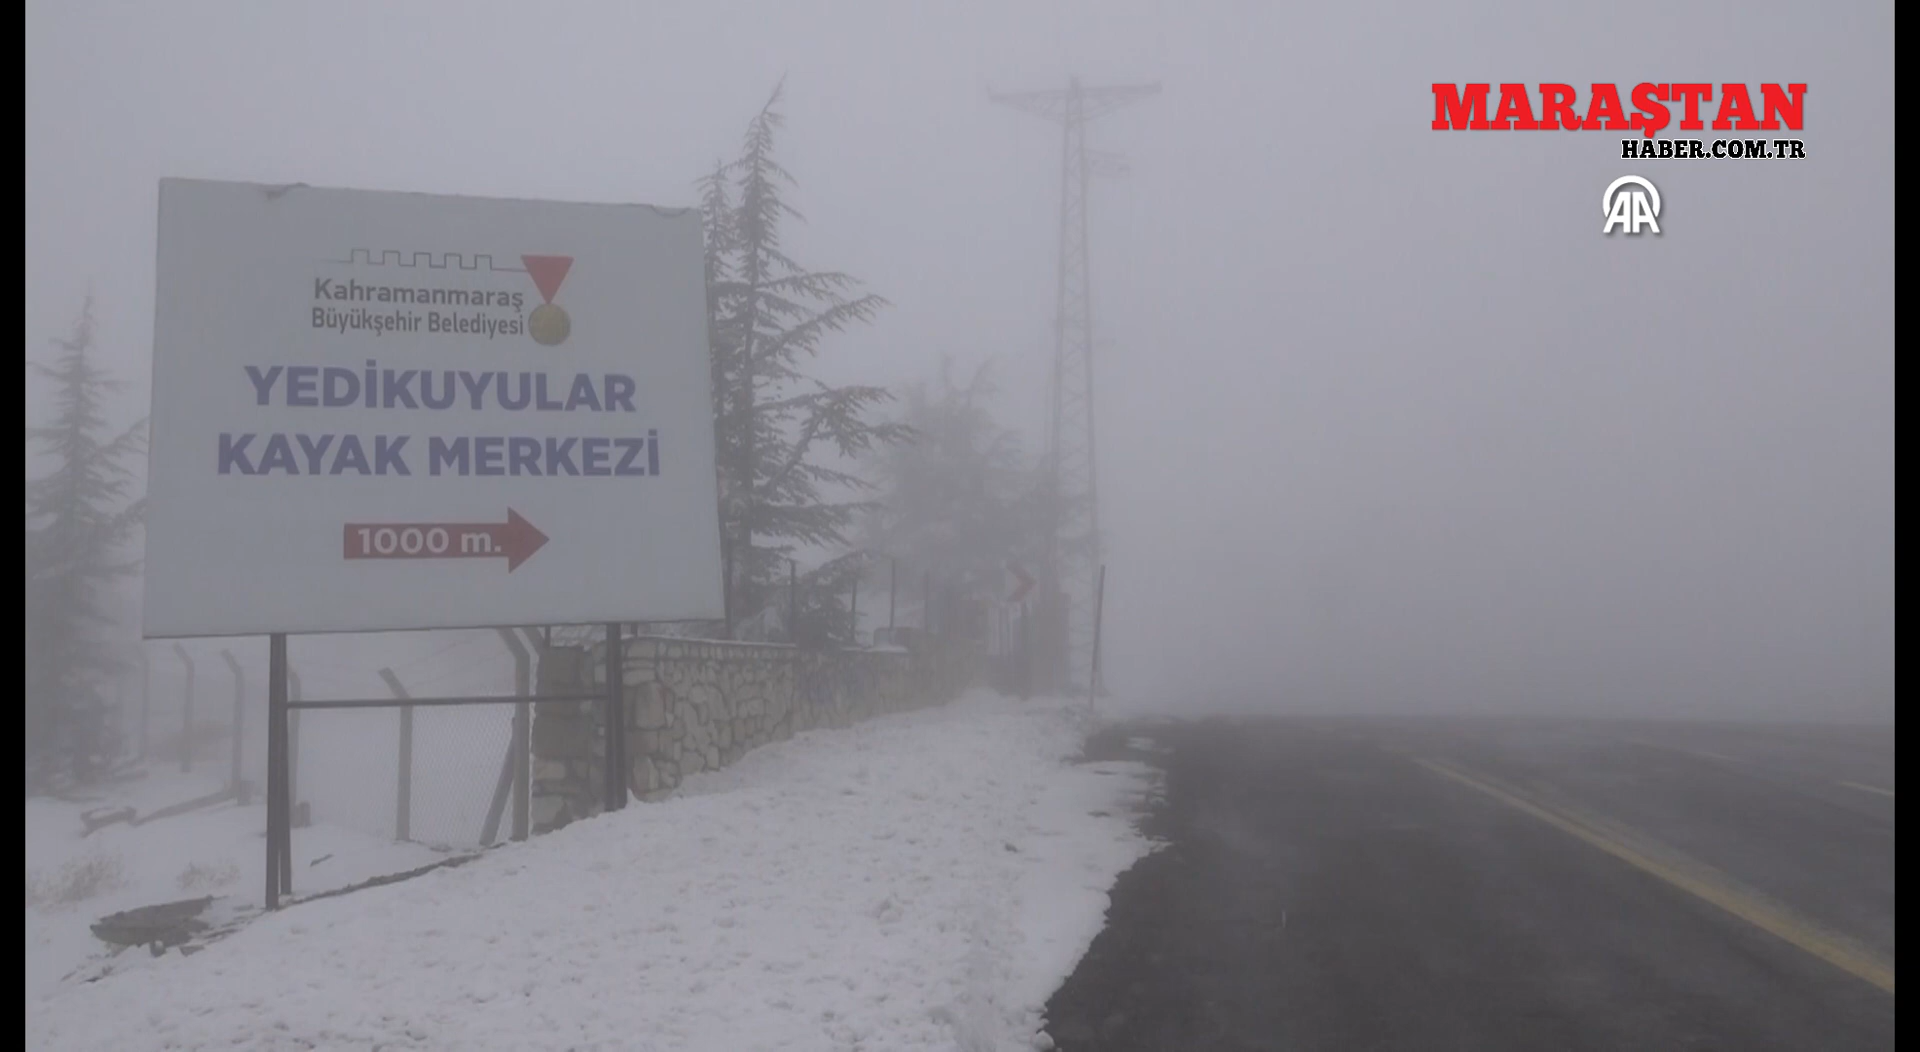 MARAŞTAN
HABER.COM.TR
AA
Kahramanmaraş
Büyükşehir Belediyesi
YEDİKUYULAR
KAYAK MERKEZİ
1000 m.